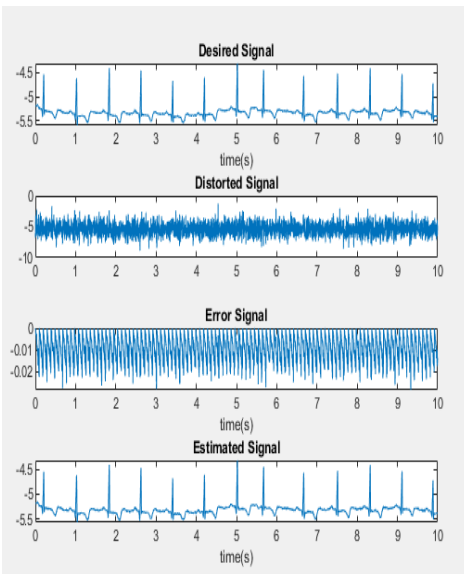 Desired Signal
-4.5
-5
-5.5
0 1 2 3 4 5 6 7 8 9 10
time(s)
Distorted Signal
0
-5
-10
0 1 2 3 4 5 6 7 8 9 10
Error Signal
0
-0.01
-0.02
0 1 2 3 4 5 6 7 8 9 10
time(s)
Estimated Signal
-4.5
-5
-5.5
0 1 2 3 4 5 6 7 8 9 10
time(s)